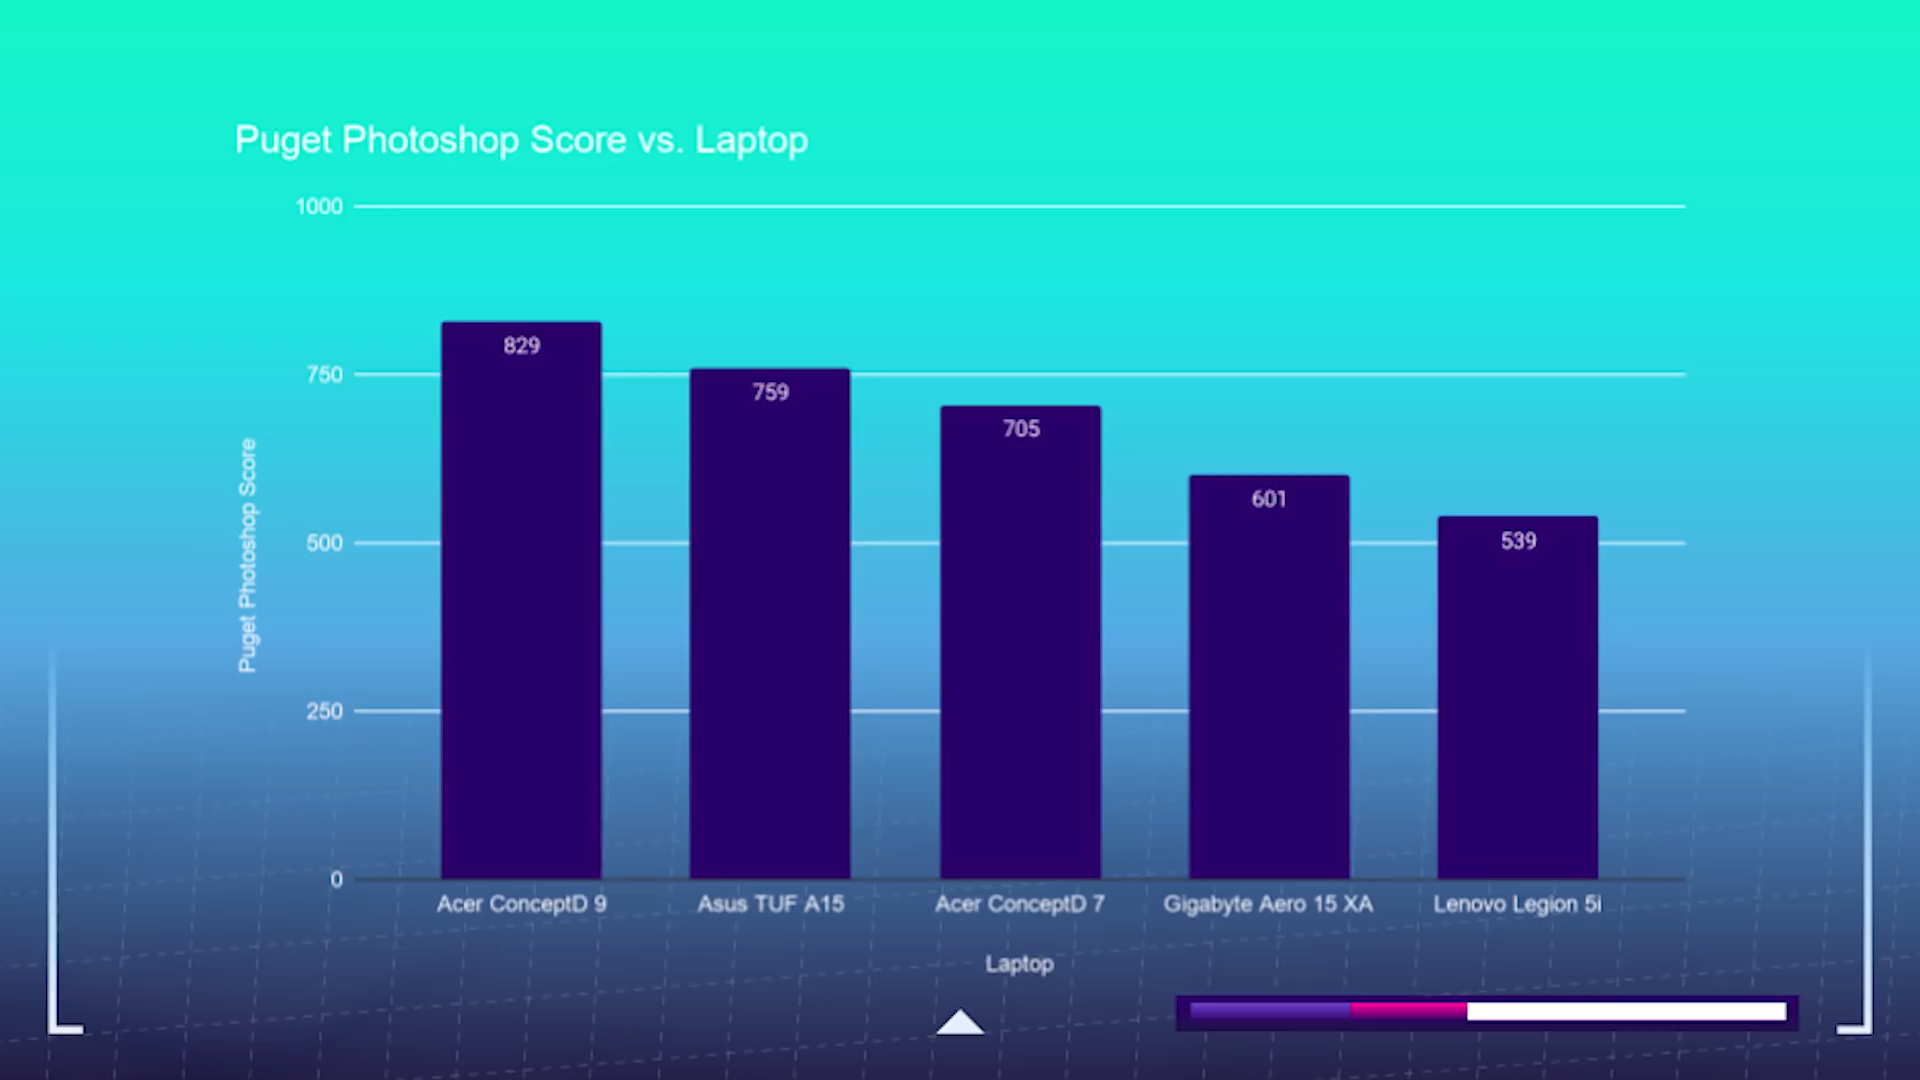 Puget Photoshop Score vs. Laptop
1000
750
500
250
0
Puget Photoshop Score
829
759
705
601
539
Acer ConceptD 9
Asus TUF A15
Acer ConceptD 7
Gigabyte Aero 15 XA
Lenovo Legion 5i
Laptop